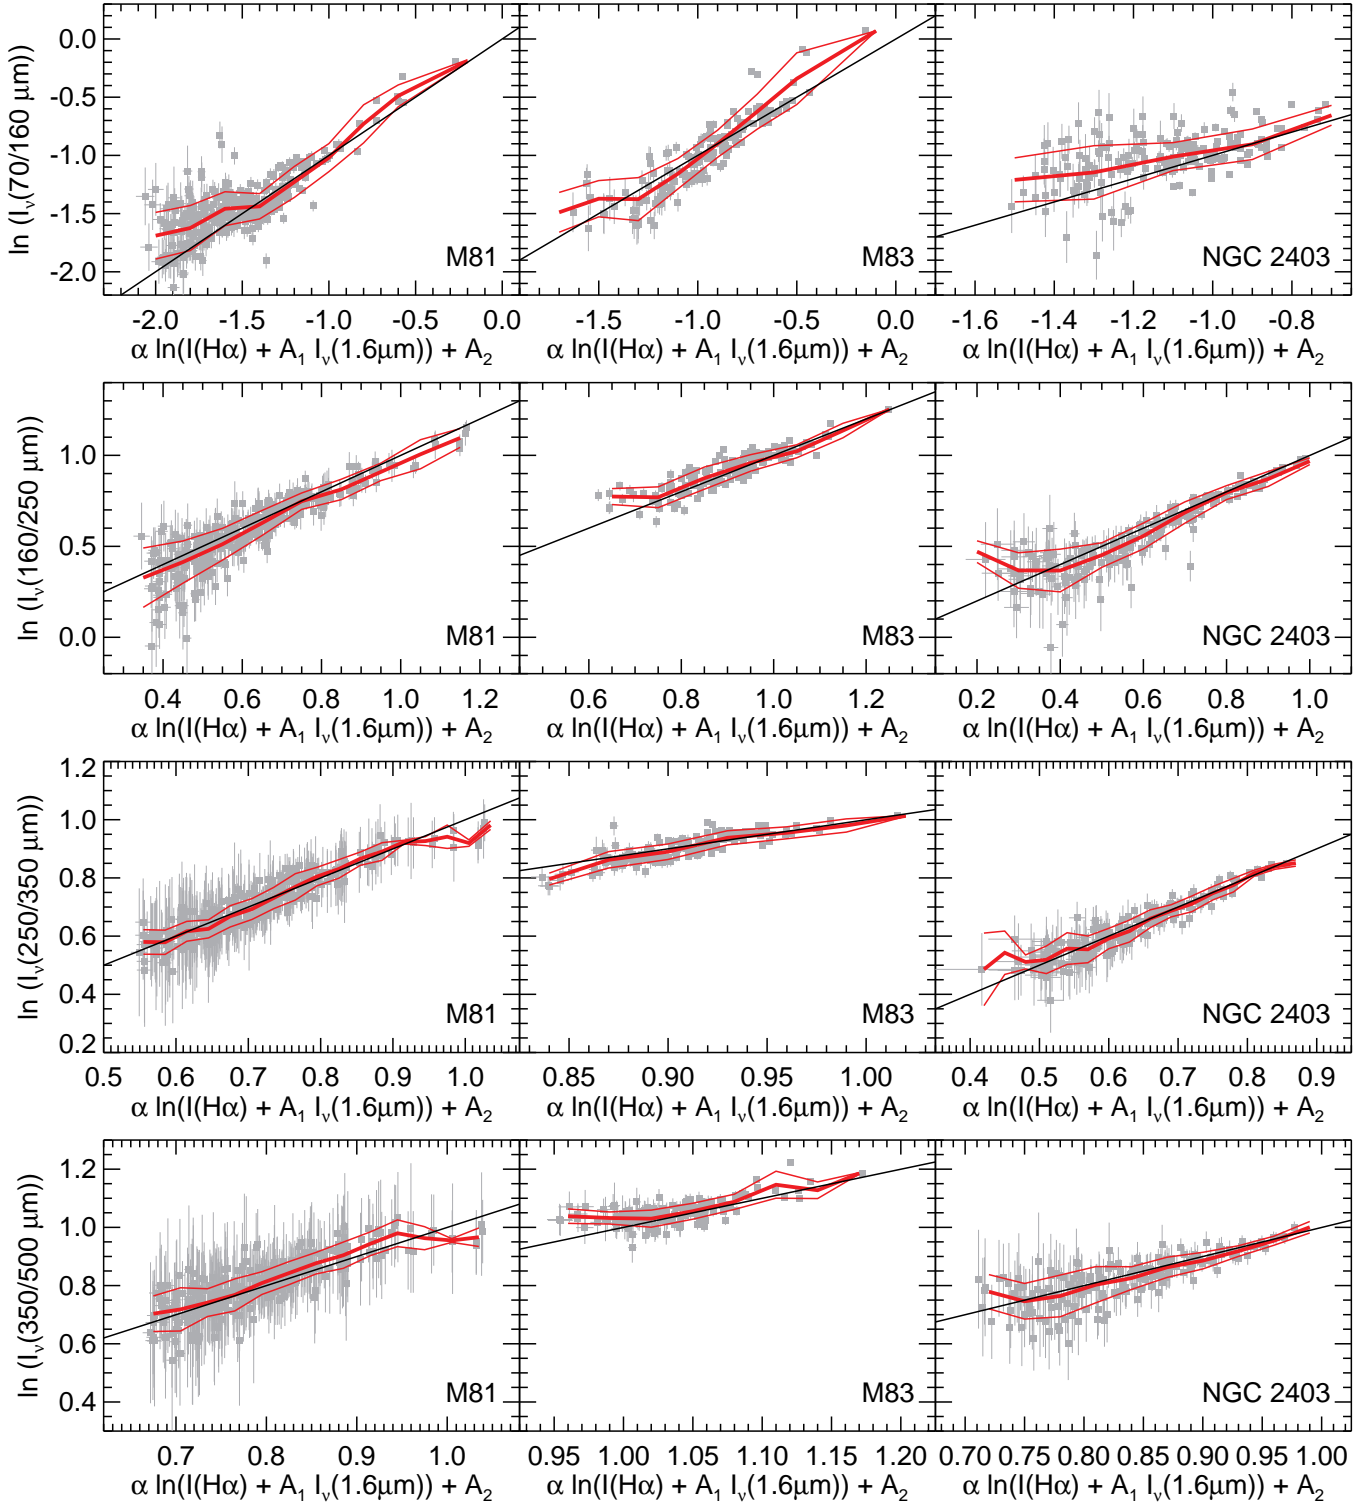 ln (Iν(70/160 μm))
0.0
-0.5
-1.0
-1.5
-2.0
M81
M83
NGC 2403
-2.0 -1.5 -1.0 -0.5 0.0
-1.5 -1.0 -0.5 0.0
-1.6 -1.4 -1.2 -1.0 -0.8
α ln(I(Hα) + A1 Iν(1.6μm)) + A2
α ln(I(Hα) + A1 Iν(1.6μm)) + A2
α ln(I(Hα) + A1 Iν(1.6μm)) + A2
ln (Iν(160/250 μm))
1.0
0.5
0.0
M81
M83
NGC 2403
0.4 0.6 0.8 1.0 1.2
0.6 0.8 1.0 1.2
0.2 0.4 0.6 0.8 1.0
α ln(I(Hα) + A1 Iν(1.6μm)) + A2
α ln(I(Hα) + A1 Iν(1.6μm)) + A2
α ln(I(Hα) + A1 Iν(1.6μm)) + A2
ln (Iν(250/350 μm))
1.2
1.0
0.8
0.6
0.4
0.2
M81
M83
NGC 2403
0.5 0.6 0.7 0.8 0.9 1.0
0.85 0.90 0.95 1.00
0.4 0.5 0.6 0.7 0.8 0.9
α ln(I(Hα) + A1 Iν(1.6μm)) + A2
α ln(I(Hα) + A1 Iν(1.6μm)) + A2
α ln(I(Hα) + A1 Iν(1.6μm)) + A2
ln (Iν(350/500 μm))
1.2
1.0
0.8
0.6
0.4
M81
M83
NGC 2403
0.7 0.8 0.9 1.0
0.95 1.00 1.05 1.10 1.15 1.20
0.70 0.75 0.80 0.85 0.90 0.95 1.00
α ln(I(Hα) + A1 Iν(1.6μm)) + A2
α ln(I(Hα) + A1 Iν(1.6μm)) + A2
α ln(I(Hα) + A1 Iν(1.6μm)) + A2